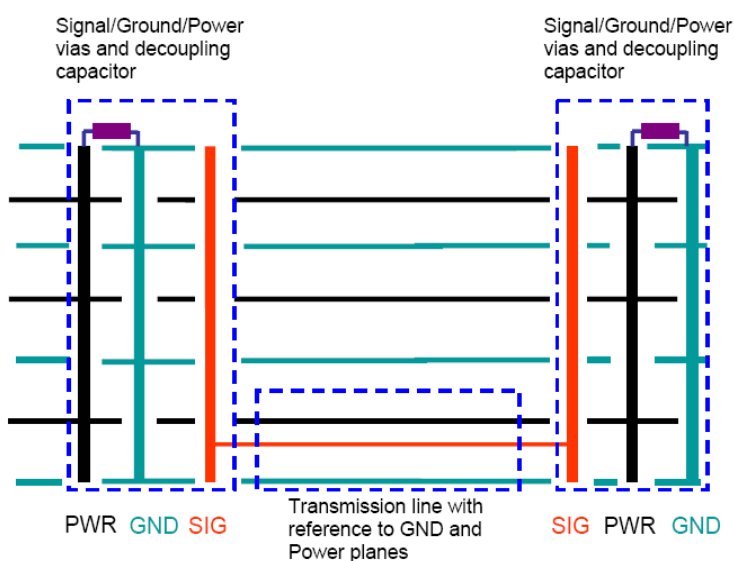 Signal/Ground/Power
vias and decoupling
capacitor
Signal/Ground/Power
vias and decoupling
capacitor
PWR GND SIG
Transmission line with
reference to GND and
Power planes
SIG PWR GND